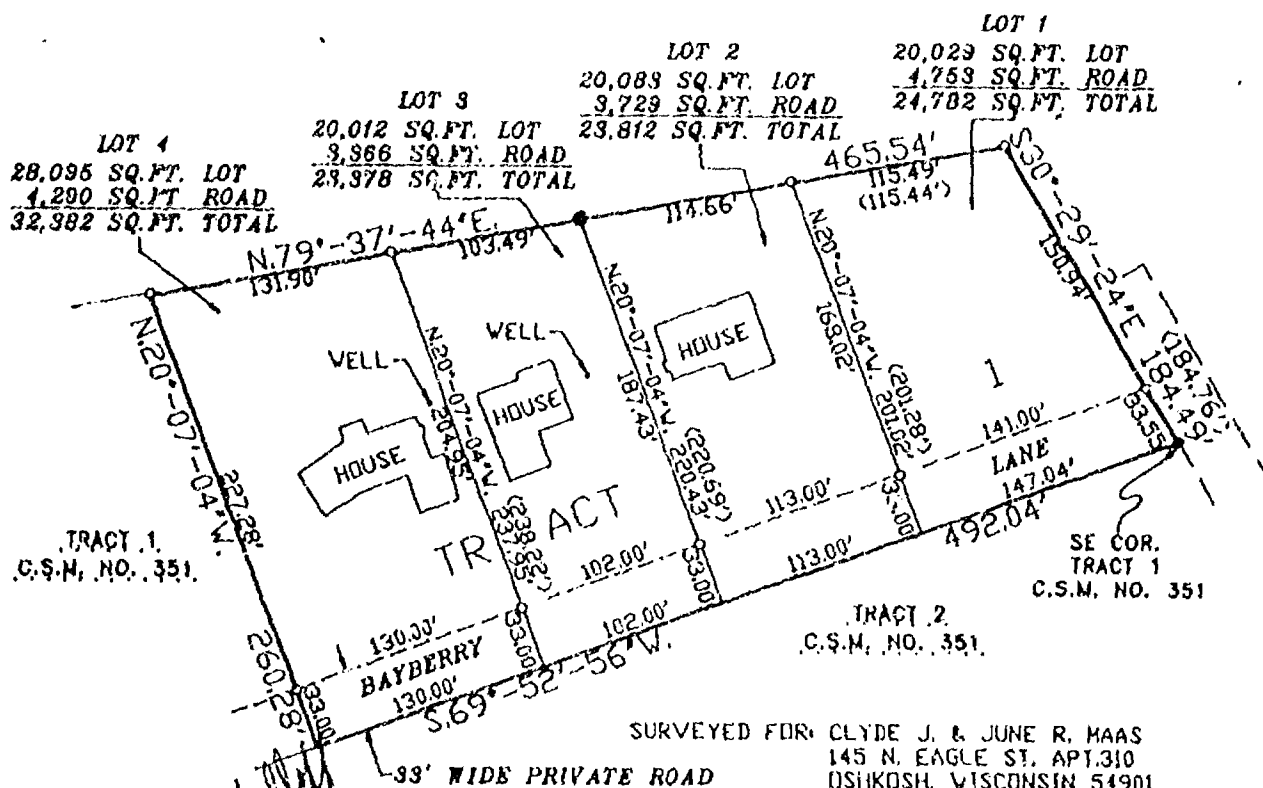 LOT 1
20,029 SQ.FT. LOT
4,753 SQ.FT. ROAD
24,782 SQ.FT. TOTAL
LOT 2
20,083 SQ.FT. LOT
3,729 SQ.FT. ROAD
23,812 SQ.FT. TOTAL
LOT 3
20,012 SQ.FT. LOT
3,366 SQ.FT. ROAD
23,378 SQ.FT. TOTAL
LOT 4
28,095 SQ.FT. LOT
4,290 SQ.FT ROAD
32,382 SQ.FT. TOTAL
465.54'
115.49'
(115.44')
114.66'
N.79°-37'-44"E.
103.49'
131.90'
S30°-29'-24"E 184.49'
150.94'
(184.76')
N.20°-07'-04"W.
227.28'
260.28'
N.20°-07'-04"W. (238.22')
204.95' 237.95'
N.20°-07'-04"W. (220.69')
187.43' 220.43'
N.20°-07'-04"W. (201.28')
168.02' 201.02'
WELL
WELL
HOUSE
HOUSE
HOUSE
TRACT
1
141.00'
33.55
LANE
147.04'
113.00'
33.00
492.04'
113.00'
102.00'
33.00
102.00'
130.00'
33.00
BAYBERRY
130.00'
33.00
S.69°-52'-56"W.
TRACT 1
C.S.M. NO. 351
SE COR.
TRACT 1
C.S.M. NO. 351
TRACT 2
C.S.M. NO. 351
33' WIDE PRIVATE ROAD
SURVEYED FOR: CLYDE J. & JUNE R. MAAS
145 N. EAGLE ST. APT.310
OSHKOSH, WISCONSIN 54901